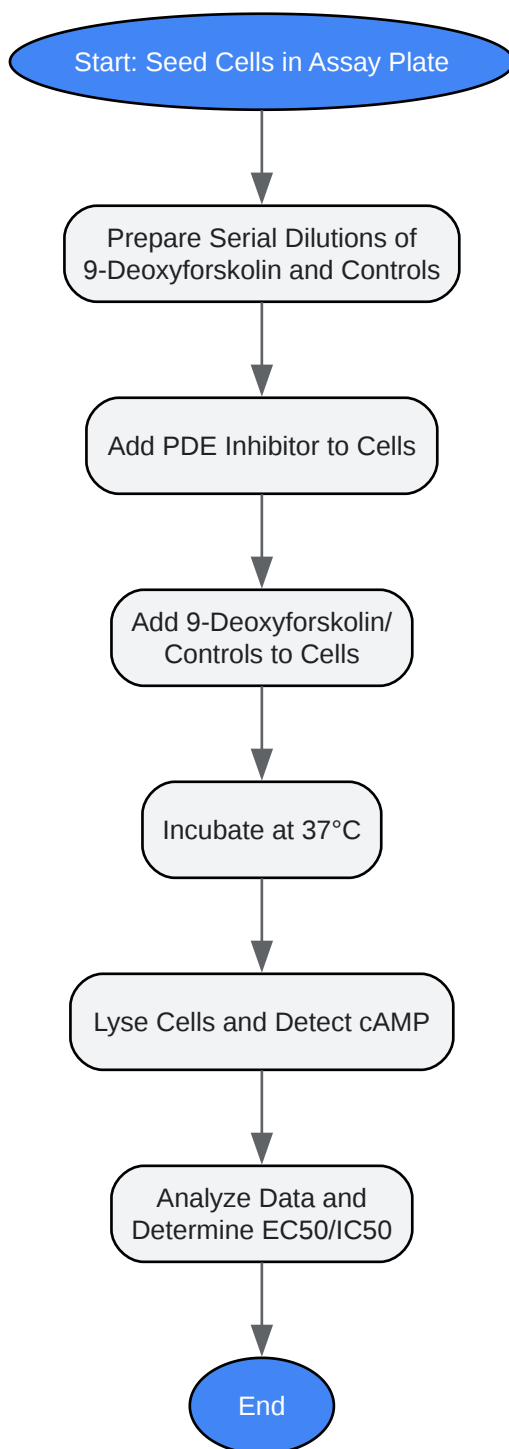 Start: Seed Cells in Assay Plate
Prepare Serial Dilutions of
9-Deoxyforskolin and Controls
Add PDE Inhibitor to Cells
Add 9-Deoxyforskolin/
Controls to Cells
Incubate at 37°C
Lyse Cells and Detect cAMP
Analyze Data and
Determine EC50/IC50
End